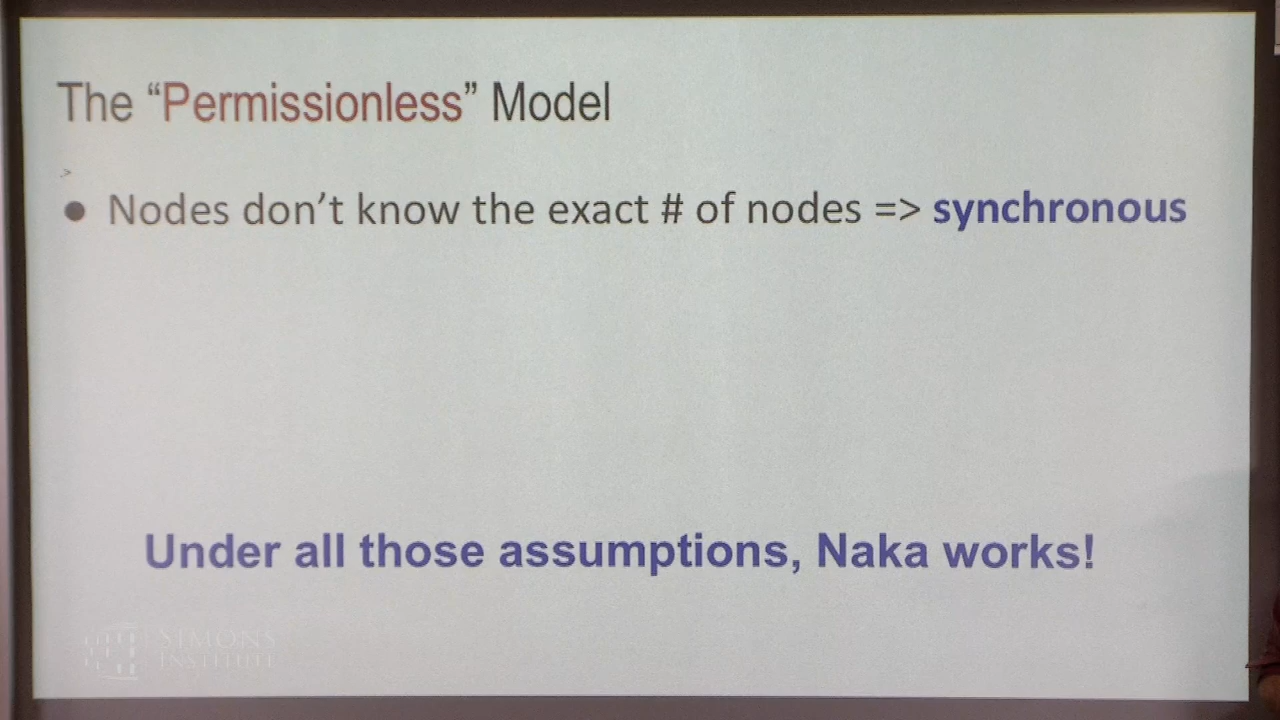 The “Permissionless” Model
>
● Nodes don’t know the exact # of nodes => synchronous
Under all those assumptions, Naka works!
SIMONS
INSTITUTE